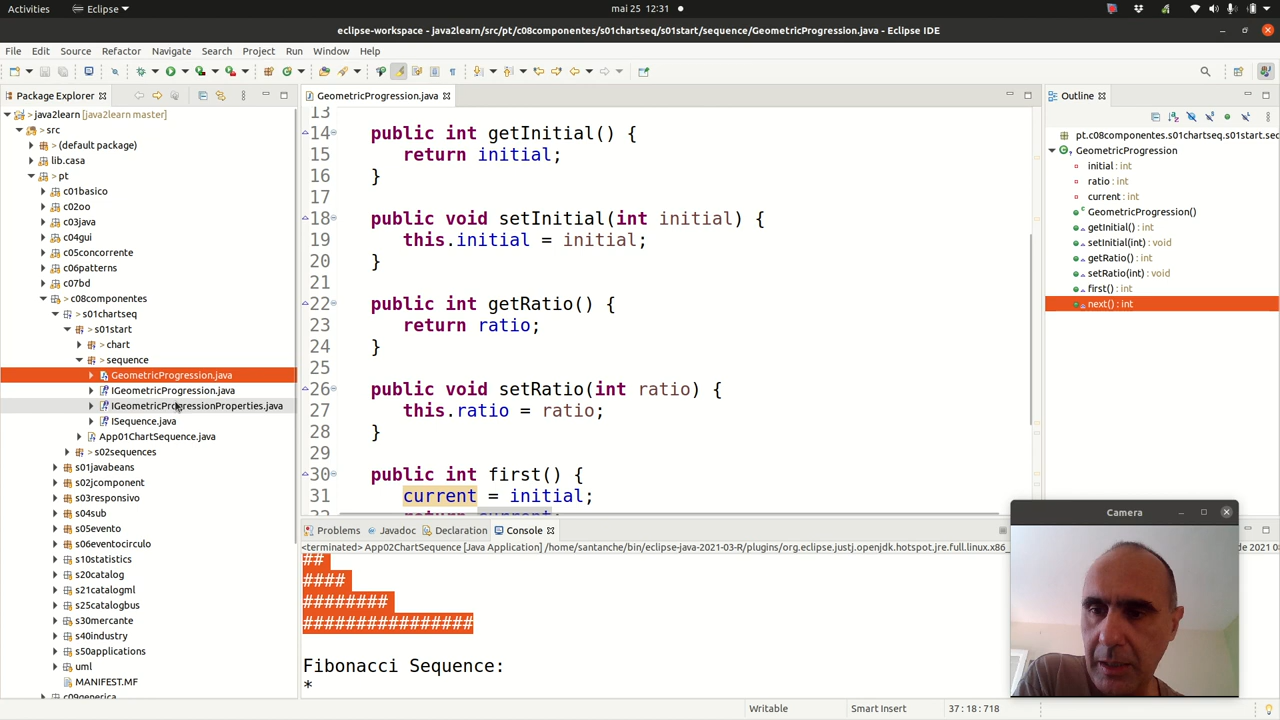 Activities
Eclipse
mai 25 12:31
eclipse-workspace - java2learn/src/pt/c08componentes/s01chartseq/s01start/sequence/GeometricProgression.java - Eclipse IDE
File Edit Source Refactor Navigate Search Project Run Window Help
Package Explorer
java2learn [java2learn master]
> src
> (default package)
lib.casa
> pt
c01basico
c02oo
c03java
c04gui
> c05concorrente
> c06patterns
c07bd
> c08componentes
> s01chartseq
> s01start
> chart
> sequence
GeometricProgression.java
IGeometricProgression.java
IGeometricProgressionProperties.java
ISequence.java
App01ChartSequence.java
> s02sequences
s01javabeans
s02jcomponent
s03responsivo
s04sub
s05evento
s06eventocirculo
s10statistics
s20catalog
s21catalogml
s25catalogbus
s30mercante
s40industry
s50applications
uml
MANIFEST.MF
c09generica
GeometricProgression.java
13
14 public int getInitial() {
15 return initial;
16 }
17
18 public void setInitial(int initial) {
19 this.initial = initial;
20 }
21
22 public int getRatio() {
23 return ratio;
24 }
25
26 public void setRatio(int ratio) {
27 this.ratio = ratio;
28 }
29
30 public int first() {
31 current = initial;
32 return current;
Outline
pt.c08componentes.s01chartseq.s01start.sec
GeometricProgression
initial : int
ratio : int
current : int
GeometricProgression()
getInitial() : int
setInitial(int) : void
getRatio() : int
setRatio(int) : void
first() : int
next() : int
Problems Javadoc Declaration Console
<terminated> App02ChartSequence [Java Application] /home/santanche/bin/eclipse-java-2021-03-R/plugins/org.eclipse.justj.openjdk.hotspot.jre.full.linux.x86_
de 2021
##
####
########
################
Fibonacci Sequence:
*
Camera
Writable
Smart Insert
37 : 18 : 718